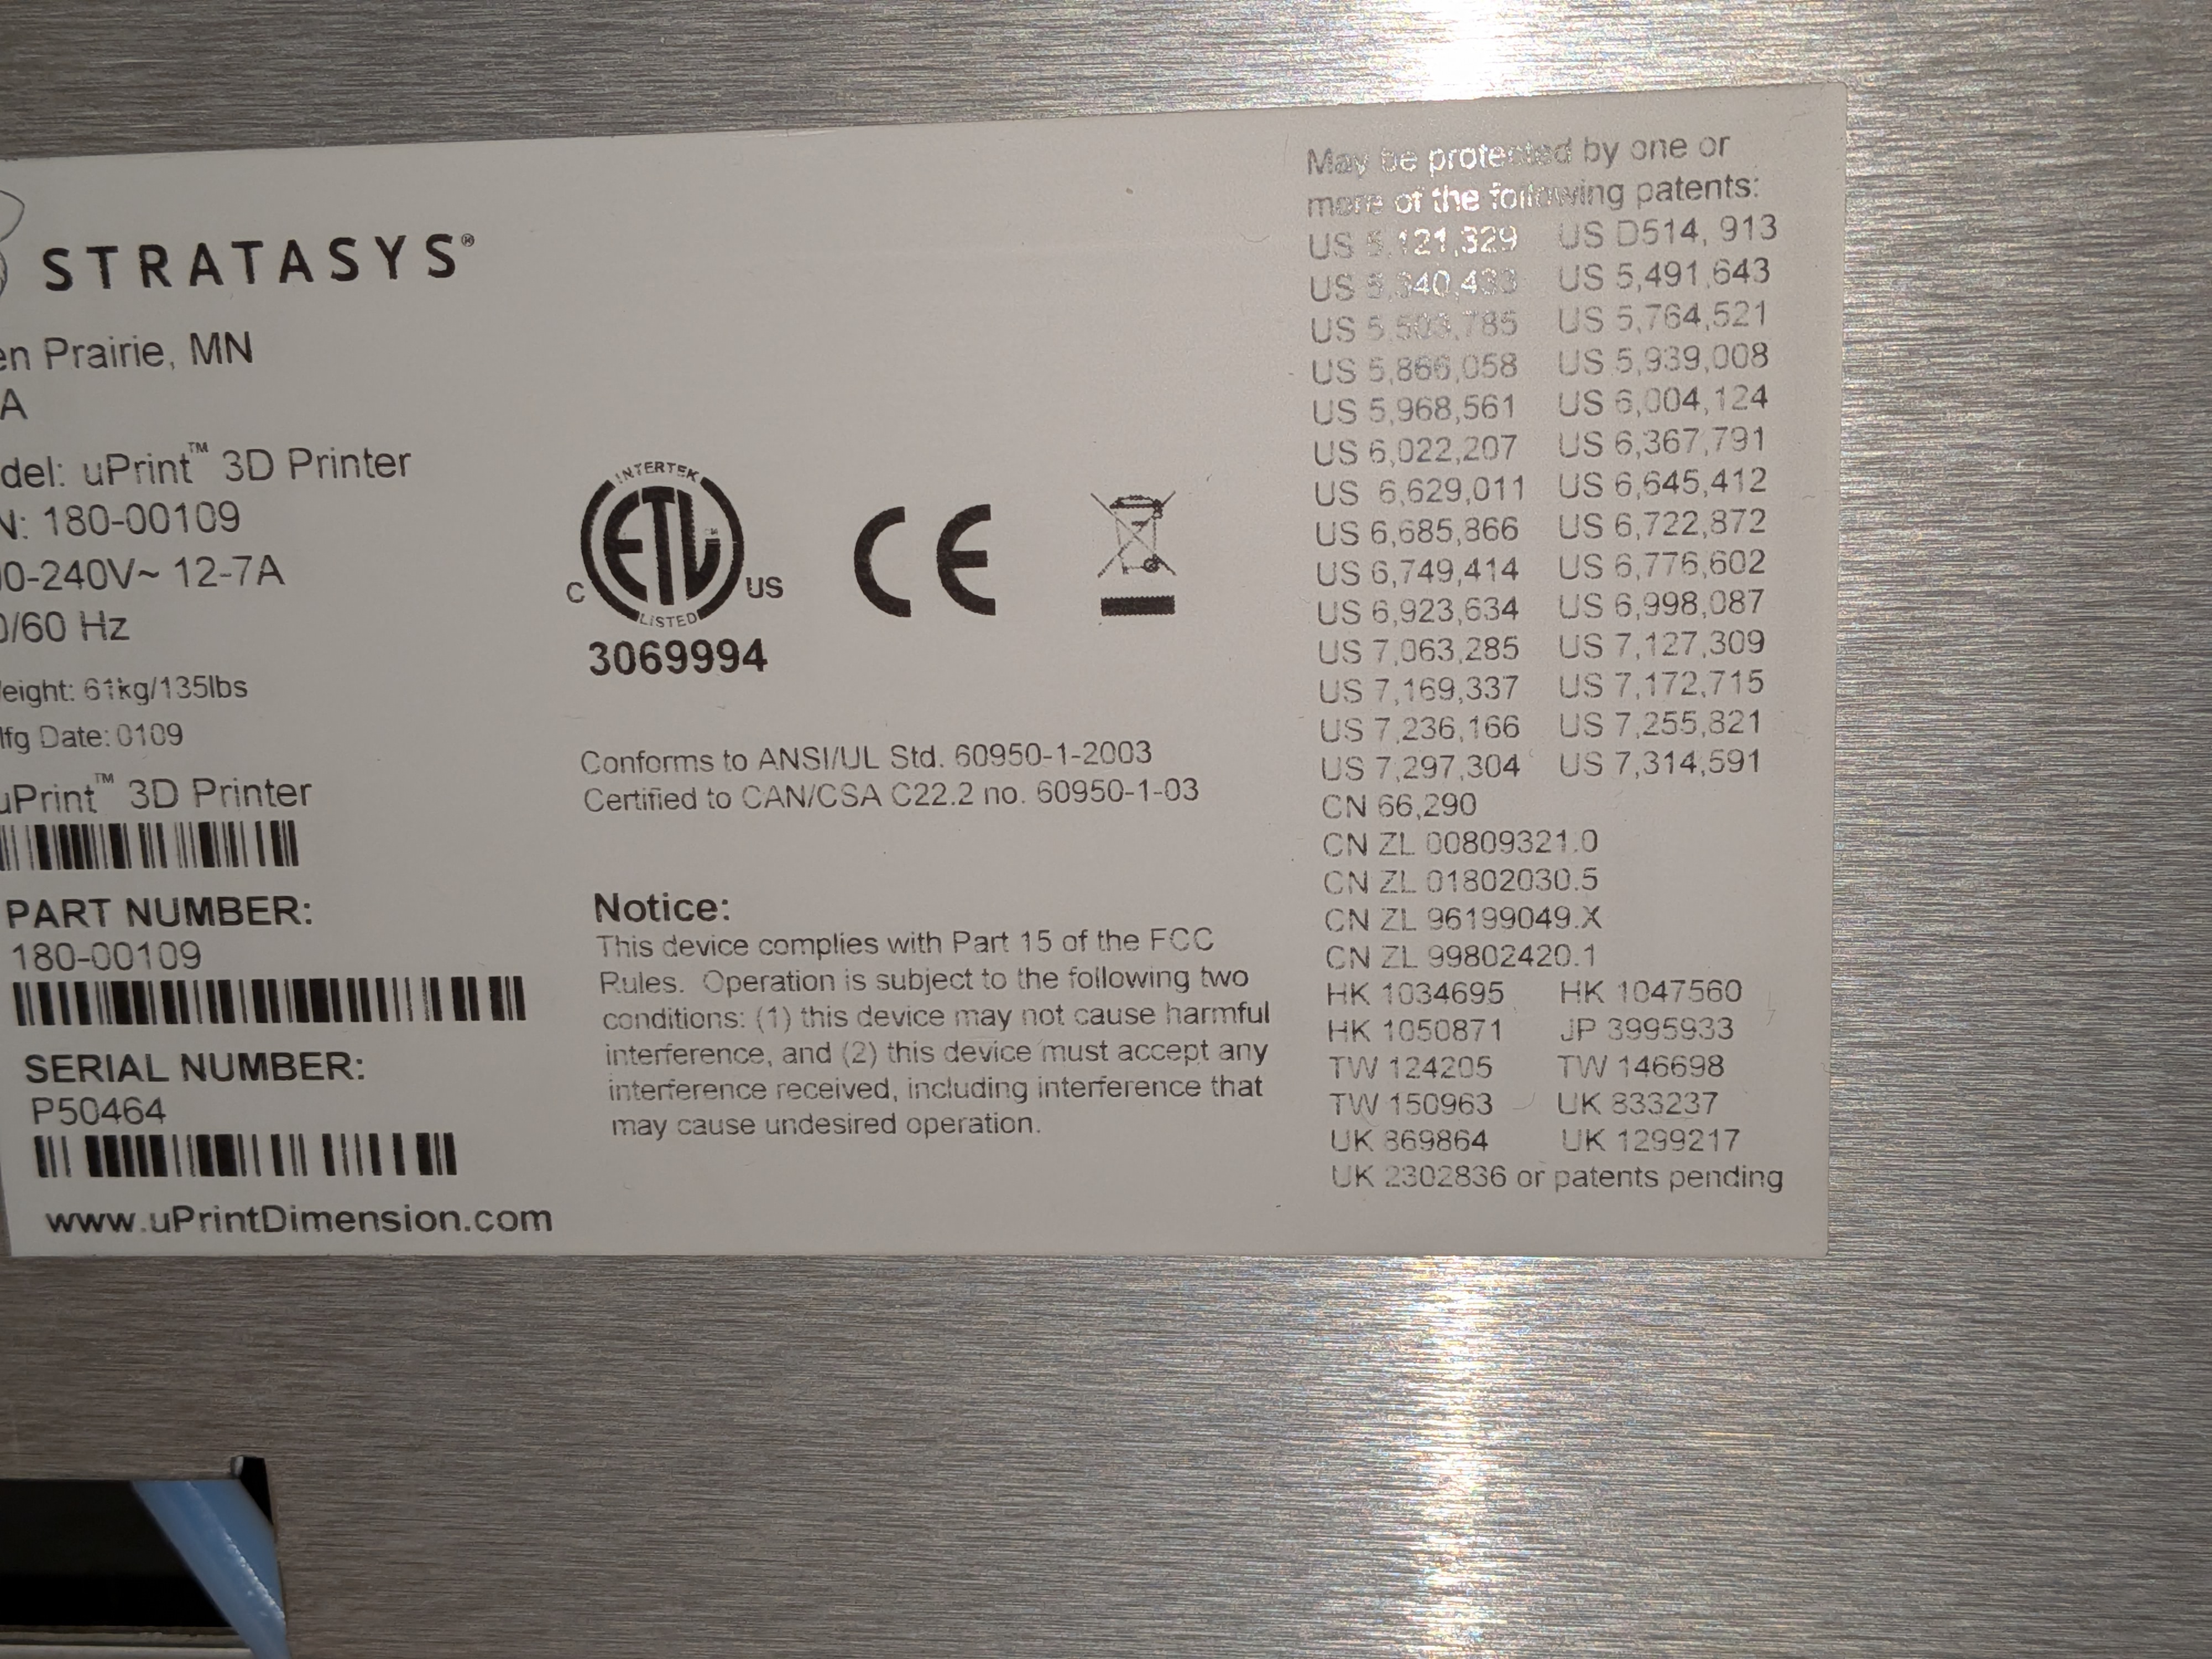 STRATASYS®
en Prairie, MN
A
del: uPrint™ 3D Printer
N: 180-00109
0-240V~ 12-7A
0/60 Hz
eight: 61kg/135lbs
fg Date: 0109
uPrint™ 3D Printer
PART NUMBER:
180-00109
SERIAL NUMBER:
P50464
www.uPrintDimension.com
INTERTEK
ETL
C US
LISTED
3069994
CE
Conforms to ANSI/UL Std. 60950-1-2003
Certified to CAN/CSA C22.2 no. 60950-1-03
Notice:
This device complies with Part 15 of the FCC
Rules. Operation is subject to the following two
conditions: (1) this device may not cause harmful
interference, and (2) this device must accept any
interference received, including interference that
may cause undesired operation.
May be protected by one or
more of the following patents:
US 5,121,329 US D514, 913
US 5,340,433 US 5,491,643
US 5,503,785 US 5,764,521
US 5,866,058 US 5,939,008
US 5,968,561 US 6,004,124
US 6,022,207 US 6,367,791
US 6,629,011 US 6,645,412
US 6,685,866 US 6,722,872
US 6,749,414 US 6,776,602
US 6,923,634 US 6,998,087
US 7,063,285 US 7,127,309
US 7,169,337 US 7,172,715
US 7,236,166 US 7,255,821
US 7,297,304 US 7,314,591
CN 66,290
CN ZL 00809321.0
CN ZL 01802030.5
CN ZL 96199049.X
CN ZL 99802420.1
HK 1034695 HK 1047560
HK 1050871 JP 3995933
TW 124205 TW 146698
TW 150963 UK 833237
UK 869864 UK 1299217
UK 2302836 or patents pending